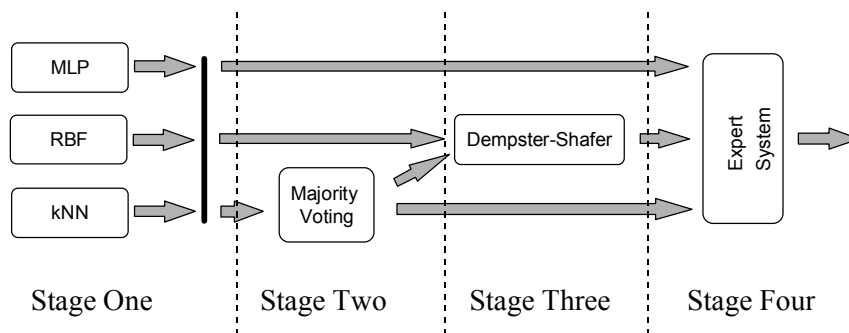 MLP
RBF
kNN
Majority
Voting
Dempster-Shafer
Expert
System
Stage One
Stage Two
Stage Three
Stage Four